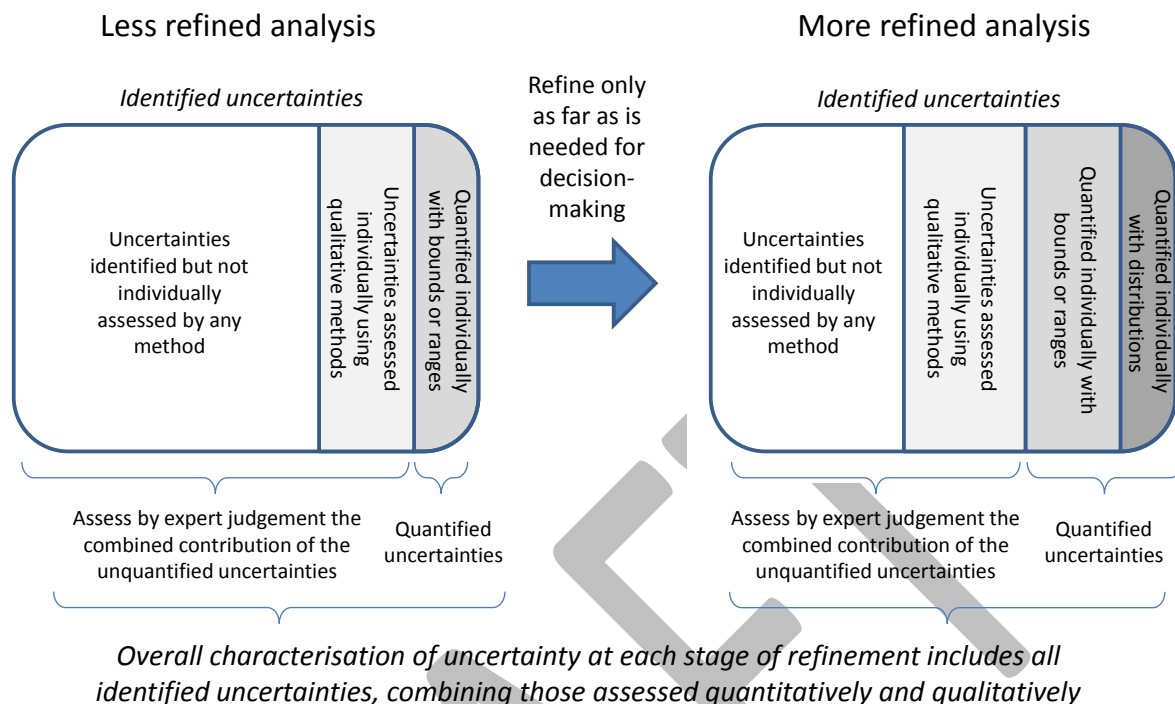 Less refined analysis
Identified uncertainties
Uncertainties
identified but not
individually
assessed by any
method
Uncertainties assessed
individually using
qualitative methods
Quantified individually
with bounds or ranges
Assess by expert judgement the
combined contribution of the
unquantified uncertainties
Quantified
uncertainties
Refine only
as far as is
needed for
decision-
making
More refined analysis
Identified uncertainties
Uncertainties
identified but not
individually
assessed by any
method
Uncertainties assessed
individually using
qualitative methods
Quantified individually with
bounds or ranges
Quantified individually
with distributions
Assess by expert judgement the
combined contribution of the
unquantified uncertainties
Quantified
uncertainties
Overall characterisation of uncertainty at each stage of refinement includes all
identified uncertainties, combining those assessed quantitatively and qualitatively